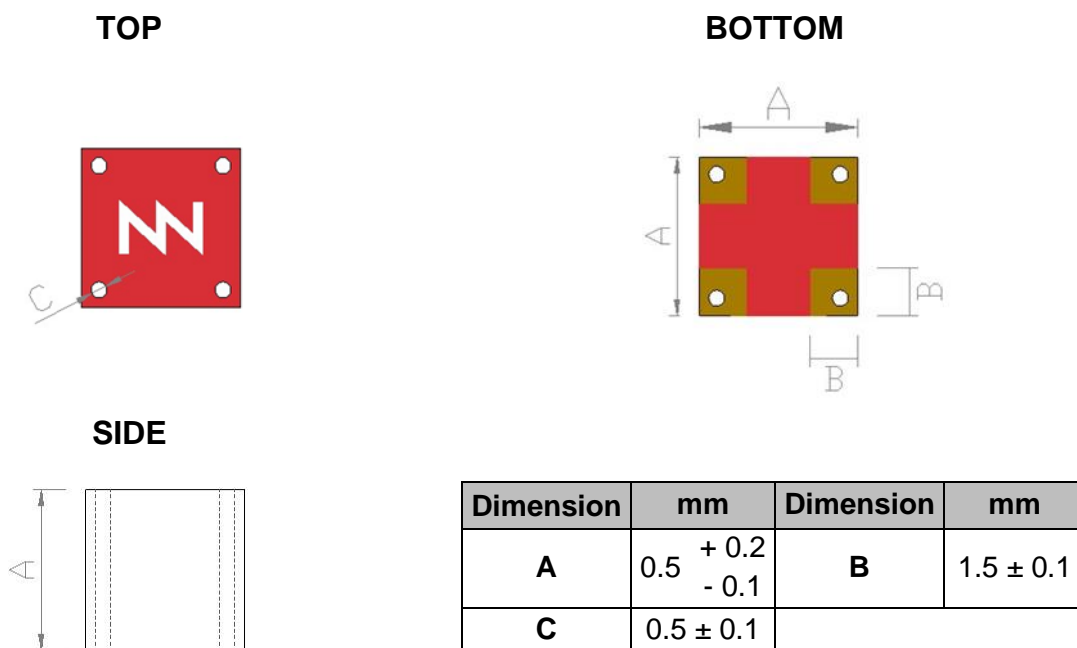 TOP
BOTTOM
A
A
C
B
B
SIDE
A
Dimension mm Dimension mm
A 0.5 + 0.2 - 0.1 B 1.5 ± 0.1
C 0.5 ± 0.1